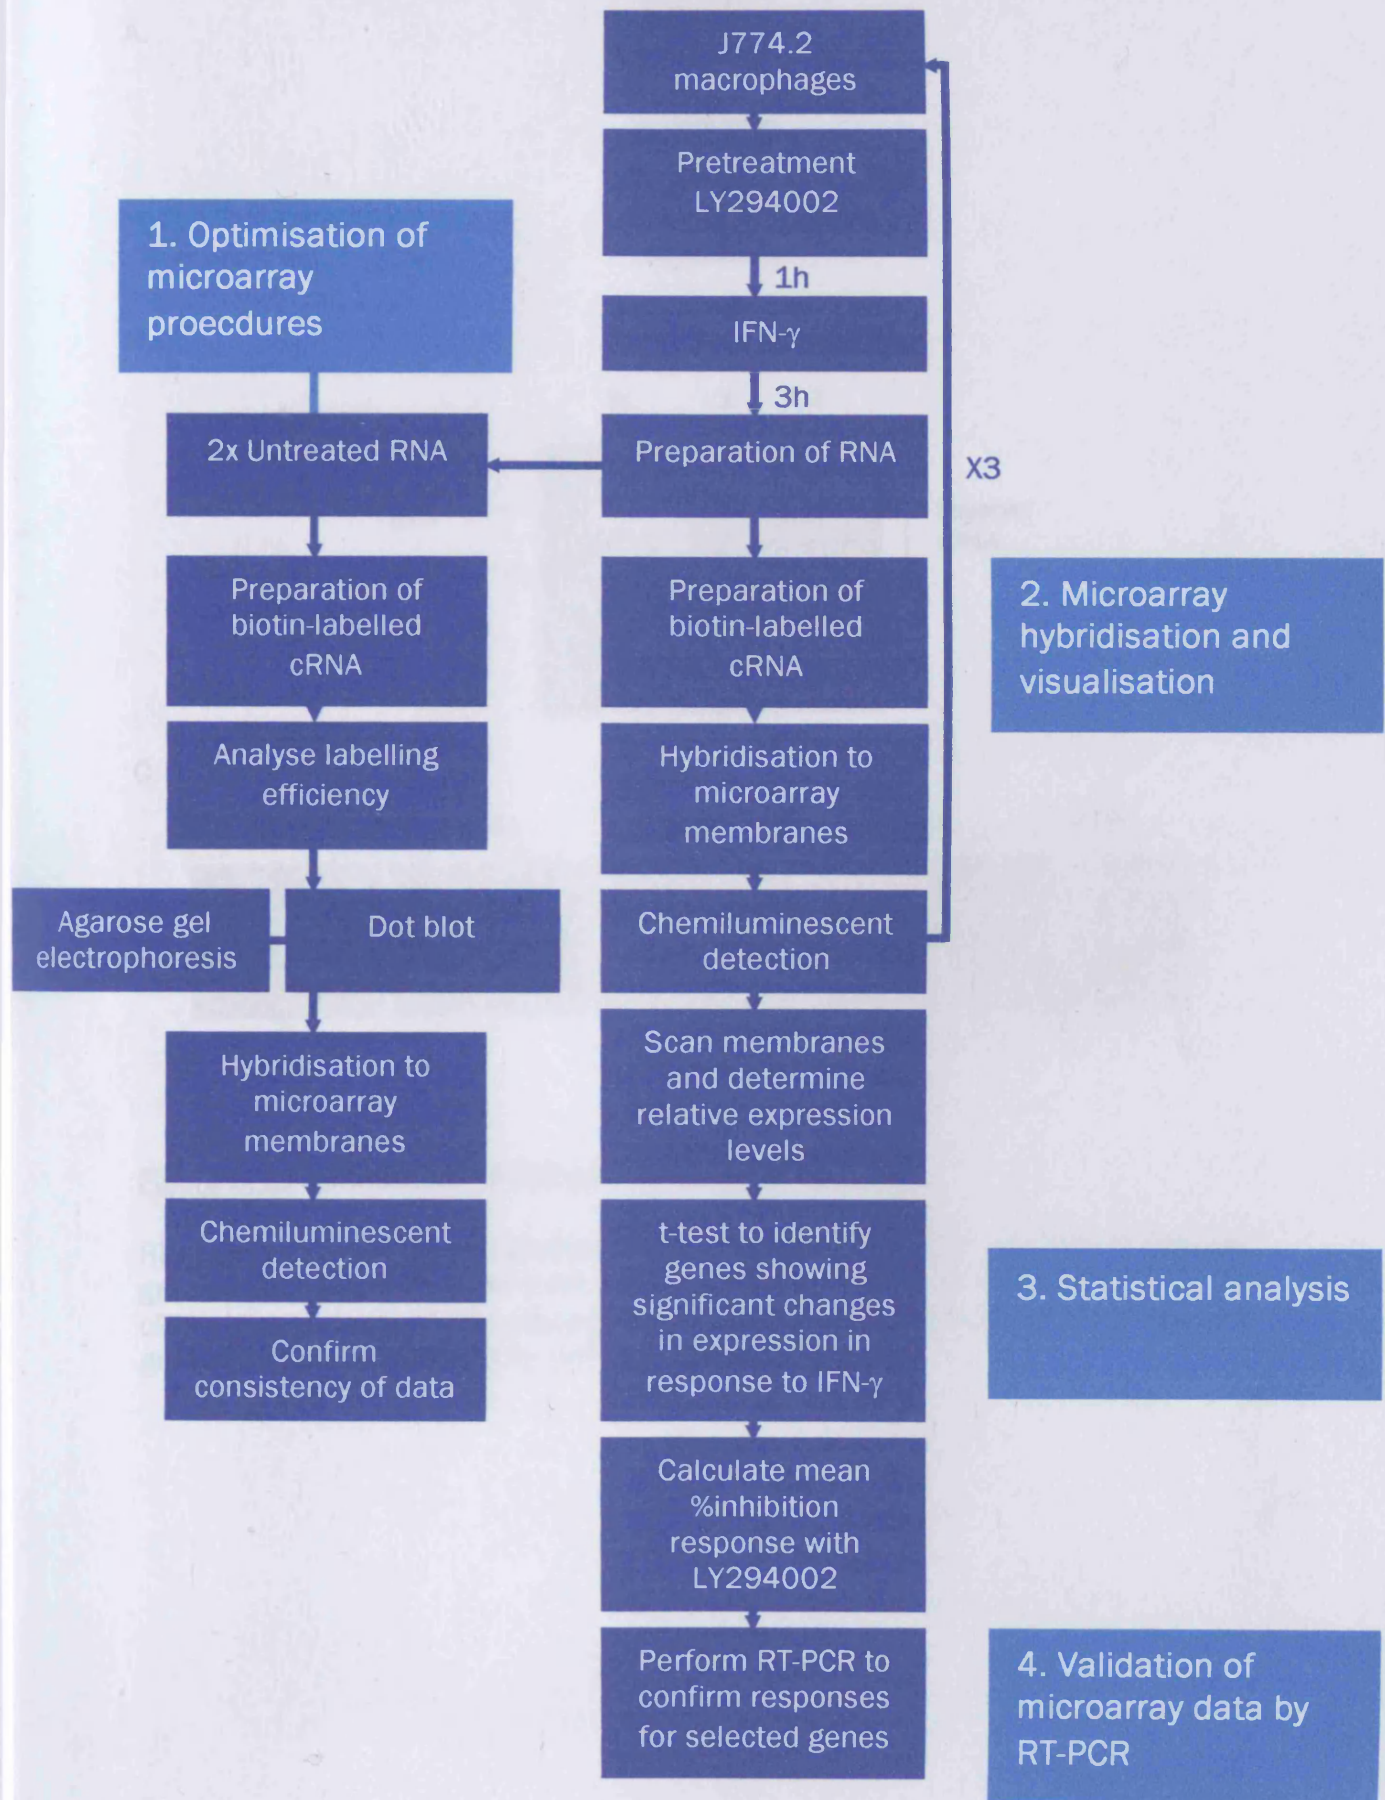 J774.2
macrophages
Pretreatment
LY294002
1h
IFN-γ
3h
Preparation of RNA
X3
1. Optimisation of
microarray
proecdures
2x Untreated RNA
Preparation of
biotin-labelled
cRNA
Analyse labelling
efficiency
Agarose gel
electrophoresis
Dot blot
Hybridisation to
microarray
membranes
Chemiluminescent
detection
Confirm
consistency of data
Preparation of
biotin-labelled
cRNA
Hybridisation to
microarray
membranes
Chemiluminescent
detection
2. Microarray
hybridisation and
visualisation
Scan membranes
and determine
relative expression
levels
t-test to identify
genes showing
significant changes
in expression in
response to IFN-γ
3. Statistical analysis
Calculate mean
%inhibition
response with
LY294002
Perform RT-PCR to
confirm responses
for selected genes
4. Validation of
microarray data by
RT-PCR